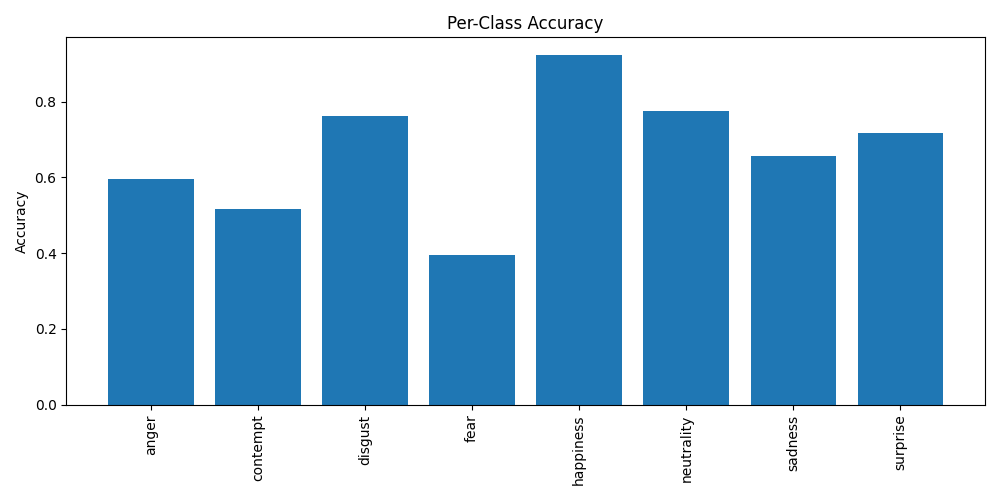 Per-Class Accuracy
Accuracy
0.8
0.6
0.4
0.2
0.0
anger
contempt
disgust
fear
happiness
neutrality
sadness
surprise